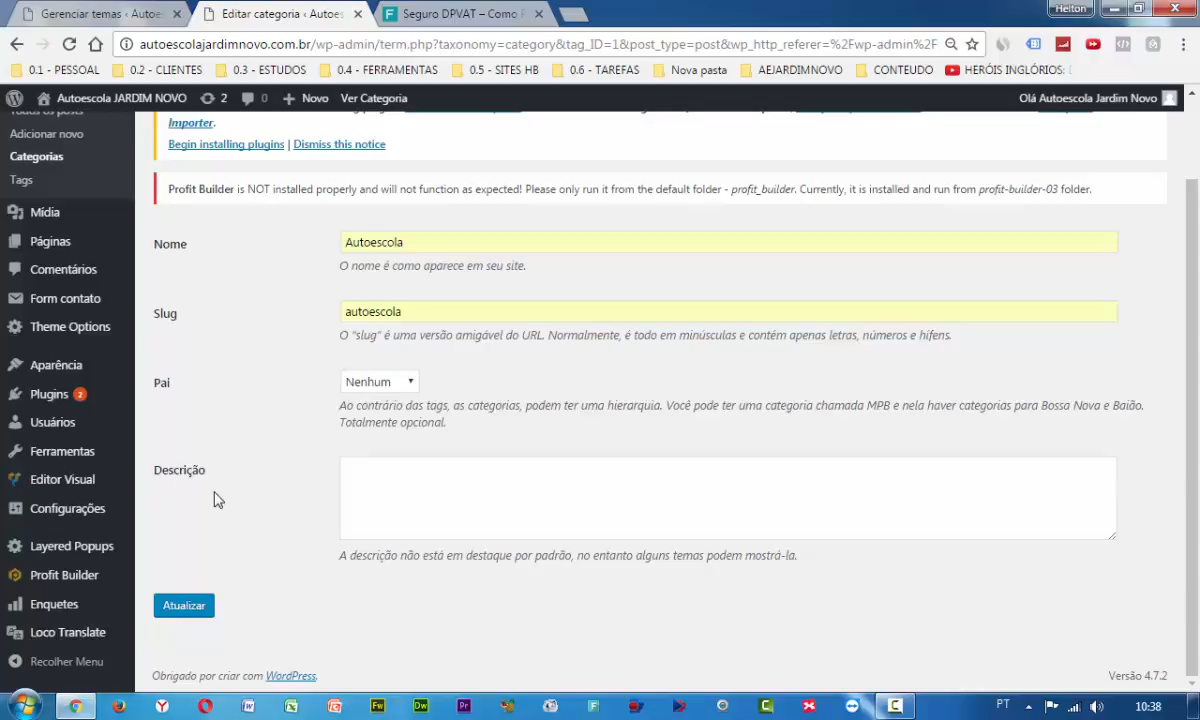 Gerenciar temas ‹ Autoe
Editar categoria ‹ Autoes
Seguro DPVAT – Como F
Heiton
autoescolajardimnovo.com.br/wp-admin/term.php?taxonomy=category&tag_ID=1&post_type=post&wp_http_referer=%2Fwp-admin%2F
0.1 - PESSOAL
0.2 - CLIENTES
0.3 - ESTUDOS
0.4 - FERRAMENTAS
0.5 - SITES HB
0.6 - TAREFAS
Nova pasta
AEJARDIMNOVO
CONTEUDO
HERÓIS INGLÓRIOS:
Autoescola JARDIM NOVO
2
0
Novo
Ver Categoria
Olá Autoescola Jardim Novo
Todos os posts
Adicionar novo
Categorias
Tags
Mídia
Páginas
Comentários
Form contato
Theme Options
Aparência
Plugins 2
Usuários
Ferramentas
Editor Visual
Configurações
Layered Popups
Profit Builder
Enquetes
Loco Translate
Recolher Menu
Importer.
Begin installing plugins | Dismiss this notice
Profit Builder is NOT installed properly and will not function as expected! Please only run it from the default folder - profit_builder. Currently, it is installed and run from profit-builder-03 folder.
Nome
Autoescola
O nome é como aparece em seu site.
Slug
autoescola
O “slug” é uma versão amigável do URL. Normalmente, é todo em minúsculas e contém apenas letras, números e hífens.
Pai
Nenhum
Ao contrário das tags, as categorias, podem ter uma hierarquia. Você pode ter uma categoria chamada MPB e nela haver categorias para Bossa Nova e Baião.
Totalmente opcional.
Descrição
A descrição não está em destaque por padrão, no entanto alguns temas podem mostrá-la.
Atualizar
Obrigado por criar com WordPress.
Versão 4.7.2
PT
10:38